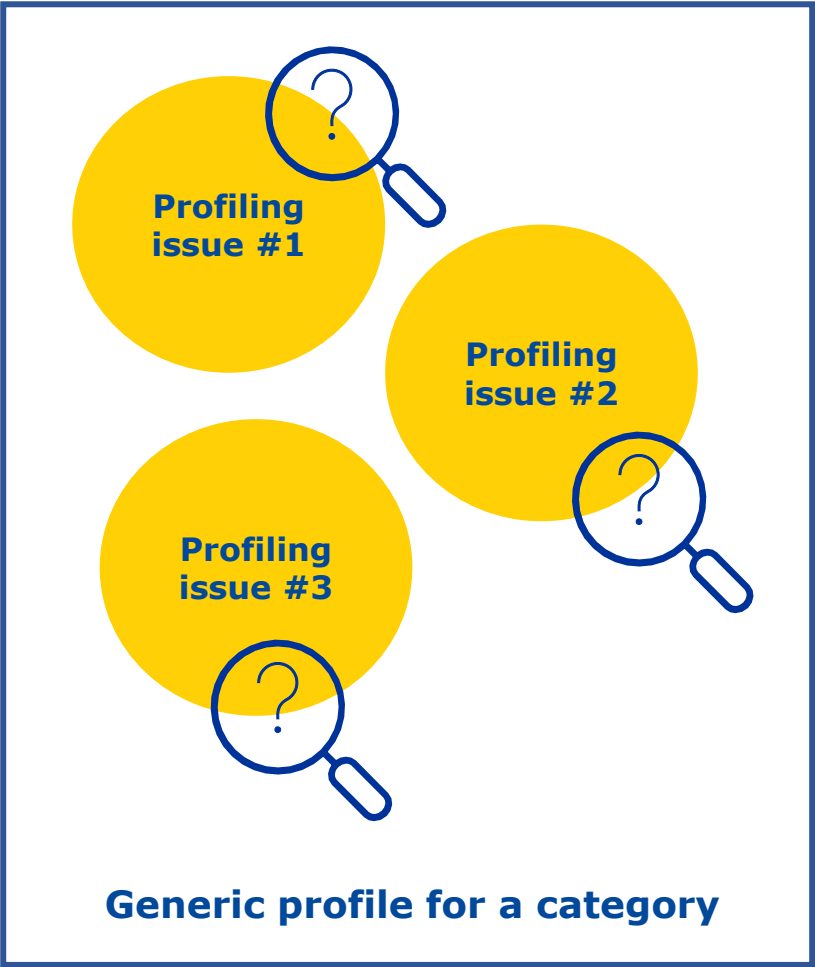 ?
Profiling
issue #1
Profiling
issue #2
?
Profiling
issue #3
?
Generic profile for a category